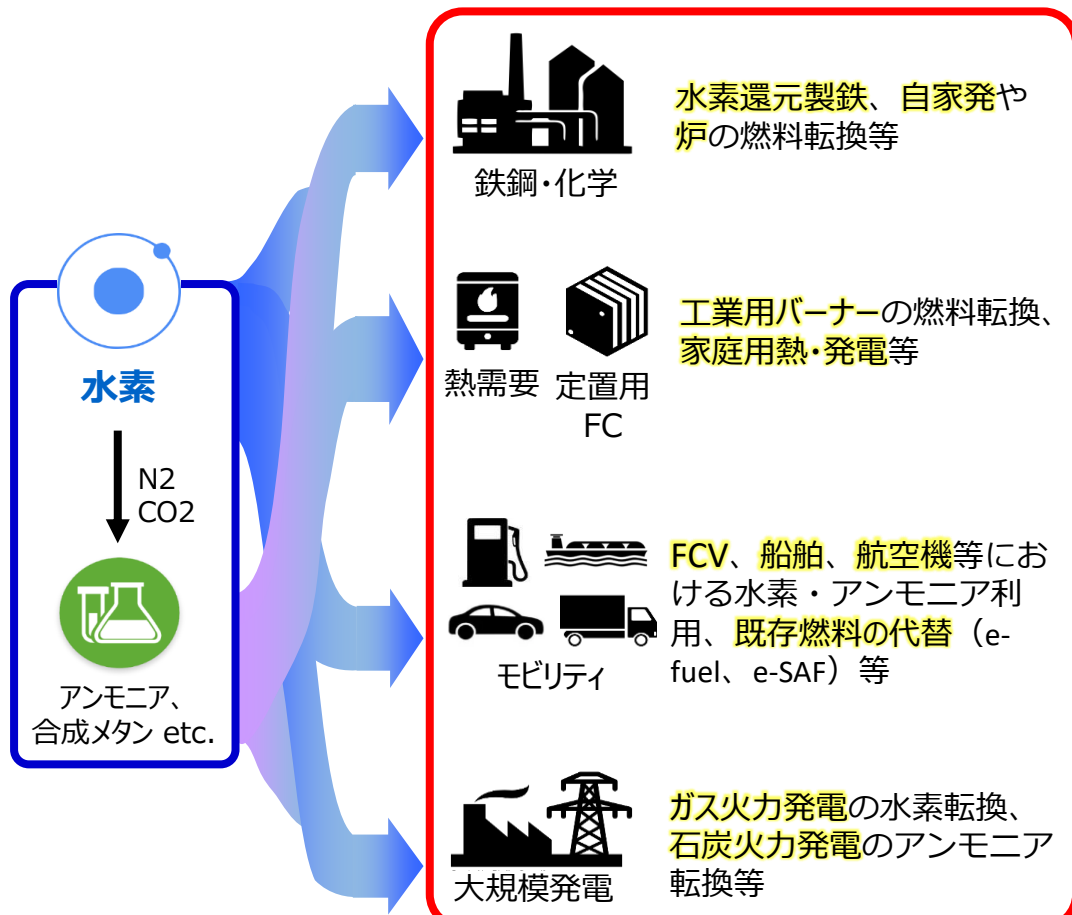 水素
N2
CO2
アンモニア、
合成メタン etc.
鉄鋼・化学
水素還元製鉄、自家発や
炉の燃料転換等
熱需要
定置用
FC
工業用バーナーの燃料転換、
家庭用熱・発電等
モビリティ
FCV、船舶、航空機等にお
ける水素・アンモニア利
用、既存燃料の代替（e-
fuel、e-SAF）等
大規模発電
ガス火力発電の水素転換、
石炭火力発電のアンモニア
転換等